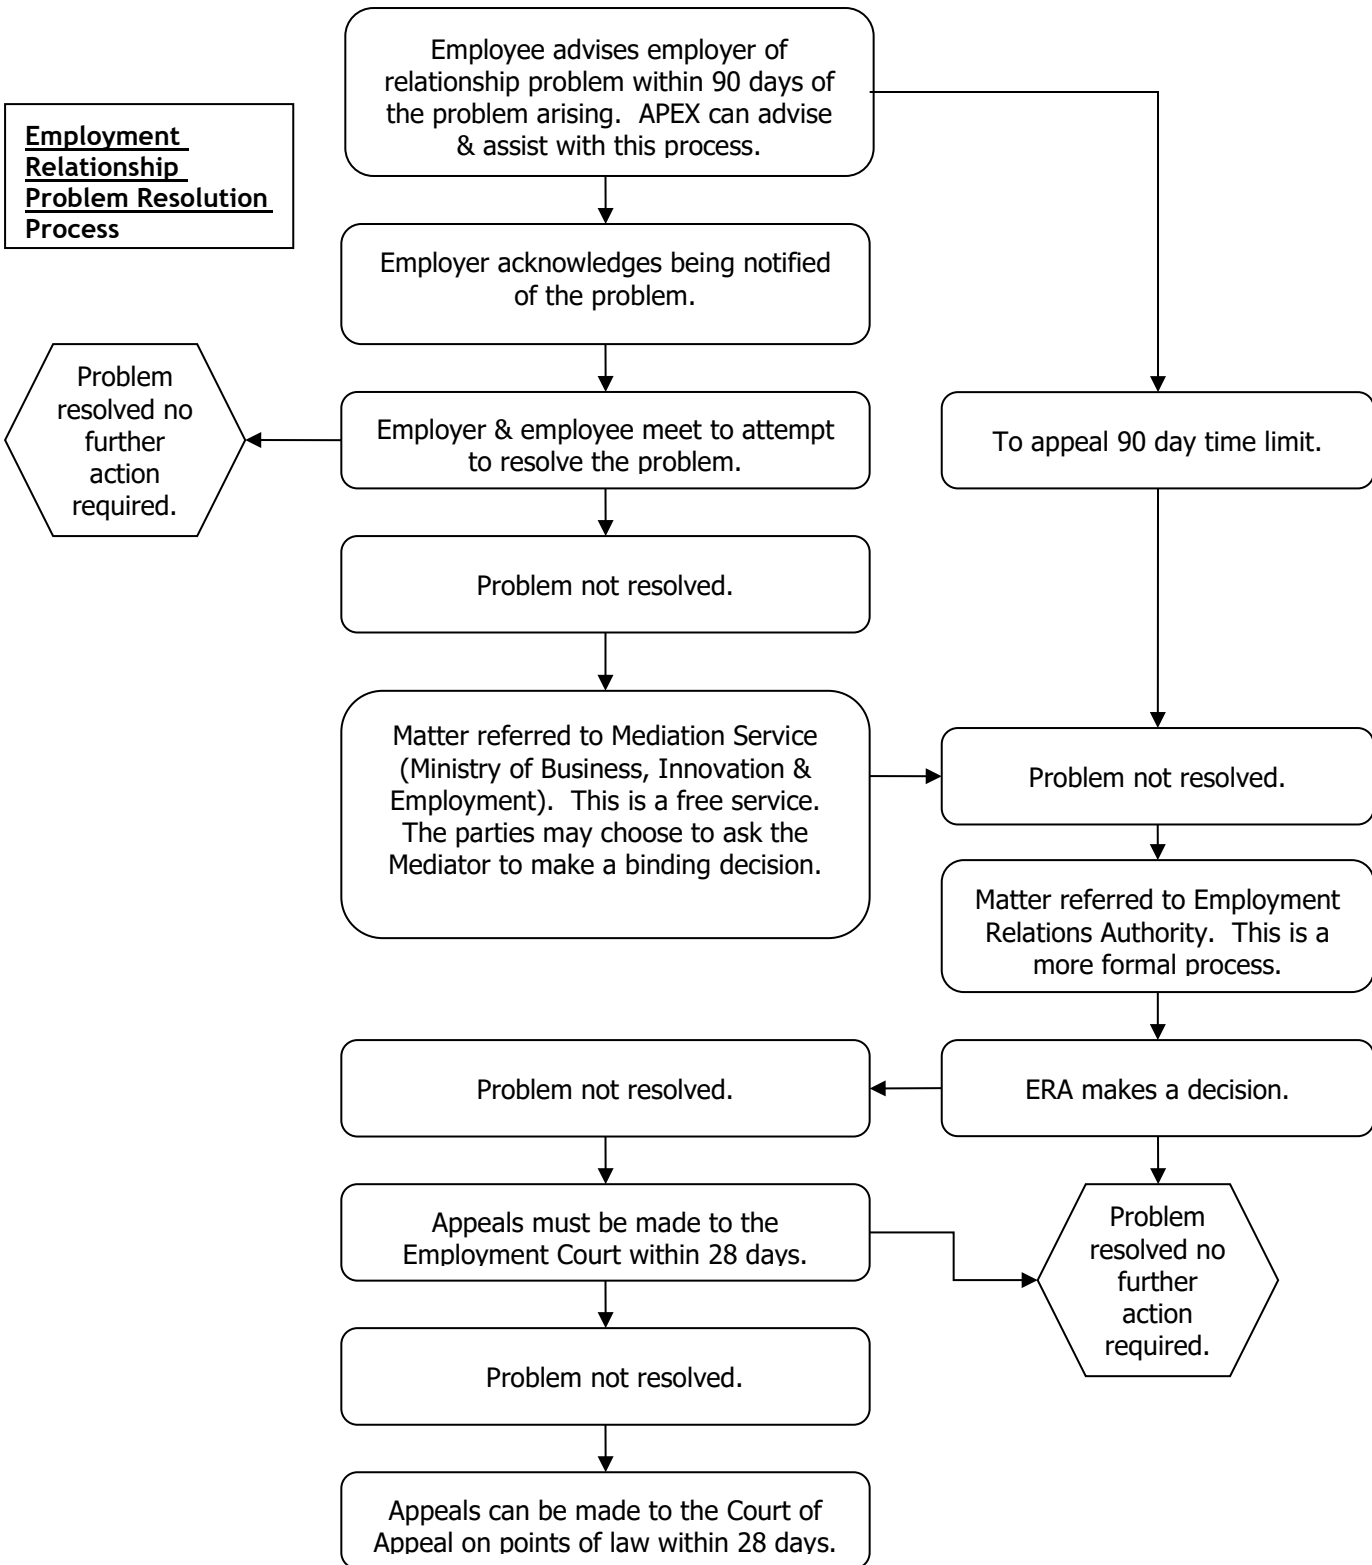 Employment
Relationship
Problem Resolution
Process
Employee advises employer of
relationship problem within 90 days of
the problem arising.  APEX can advise
& assist with this process.
Employer acknowledges being notified
of the problem.
Problem
resolved no
further
action
required.
Employer & employee meet to attempt
to resolve the problem.
To appeal 90 day time limit.
Problem not resolved.
Matter referred to Mediation Service
(Ministry of Business, Innovation &
Employment).  This is a free service.
The parties may choose to ask the
Mediator to make a binding decision.
Problem not resolved.
Matter referred to Employment
Relations Authority.  This is a
more formal process.
ERA makes a decision.
Problem not resolved.
Appeals must be made to the
Employment Court within 28 days.
Problem
resolved no
further
action
required.
Problem not resolved.
Appeals can be made to the Court of
Appeal on points of law within 28 days.